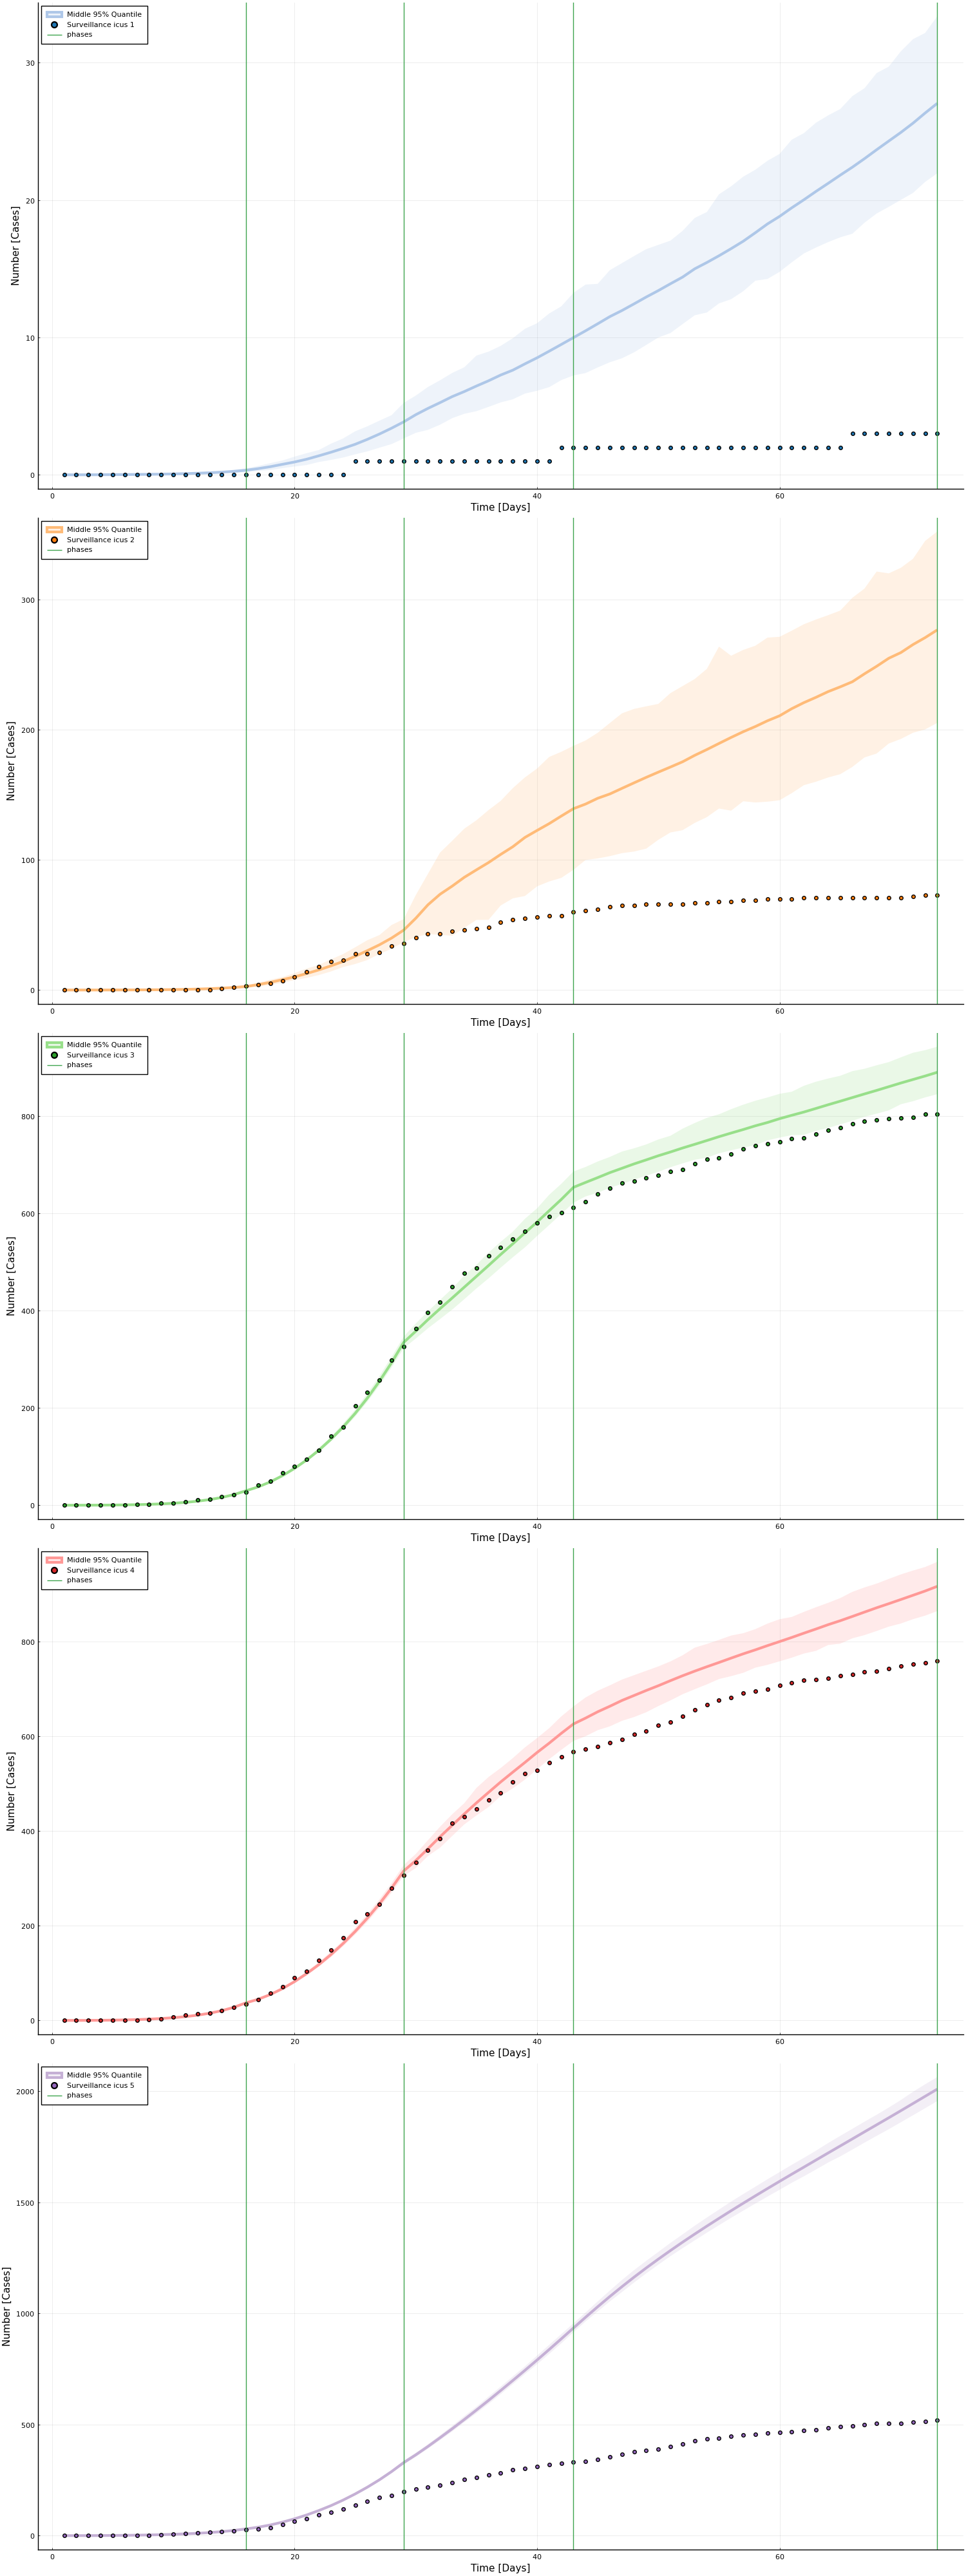 Middle 95% Quantile
Surveillance icus 1
phases
30
20
10
0
Number [Cases]
0 20 40 60
Time [Days]
Middle 95% Quantile
Surveillance icus 2
phases
300
200
100
0
Number [Cases]
0 20 40 60
Time [Days]
Middle 95% Quantile
Surveillance icus 3
phases
800
600
400
200
0
Number [Cases]
0 20 40 60
Time [Days]
Middle 95% Quantile
Surveillance icus 4
phases
800
600
400
200
0
Number [Cases]
0 20 40 60
Time [Days]
Middle 95% Quantile
Surveillance icus 5
phases
2000
1500
1000
500
0
Number [Cases]
0 20 40 60
Time [Days]